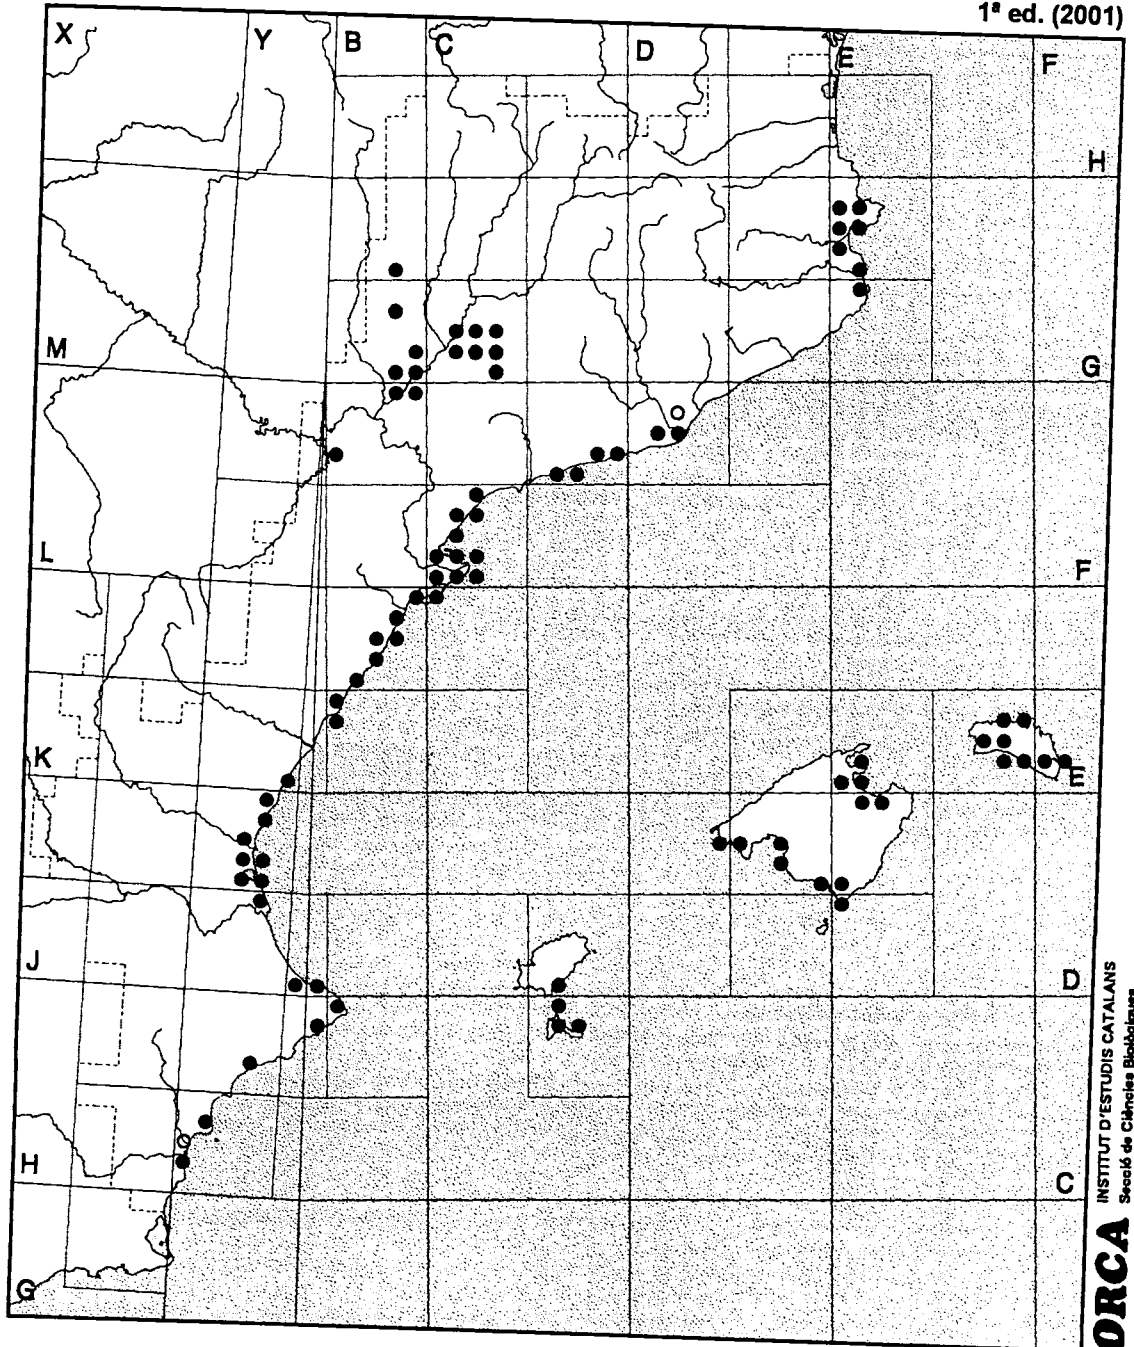 1ª ed. (2001)
X
Y
B
C
D
E
F
H
M
G
L
F
K
E
J
D
H
C
G
ORCA
INSTITUT D'ESTUDIS CATALANS
Secció de Ciències Biològiques